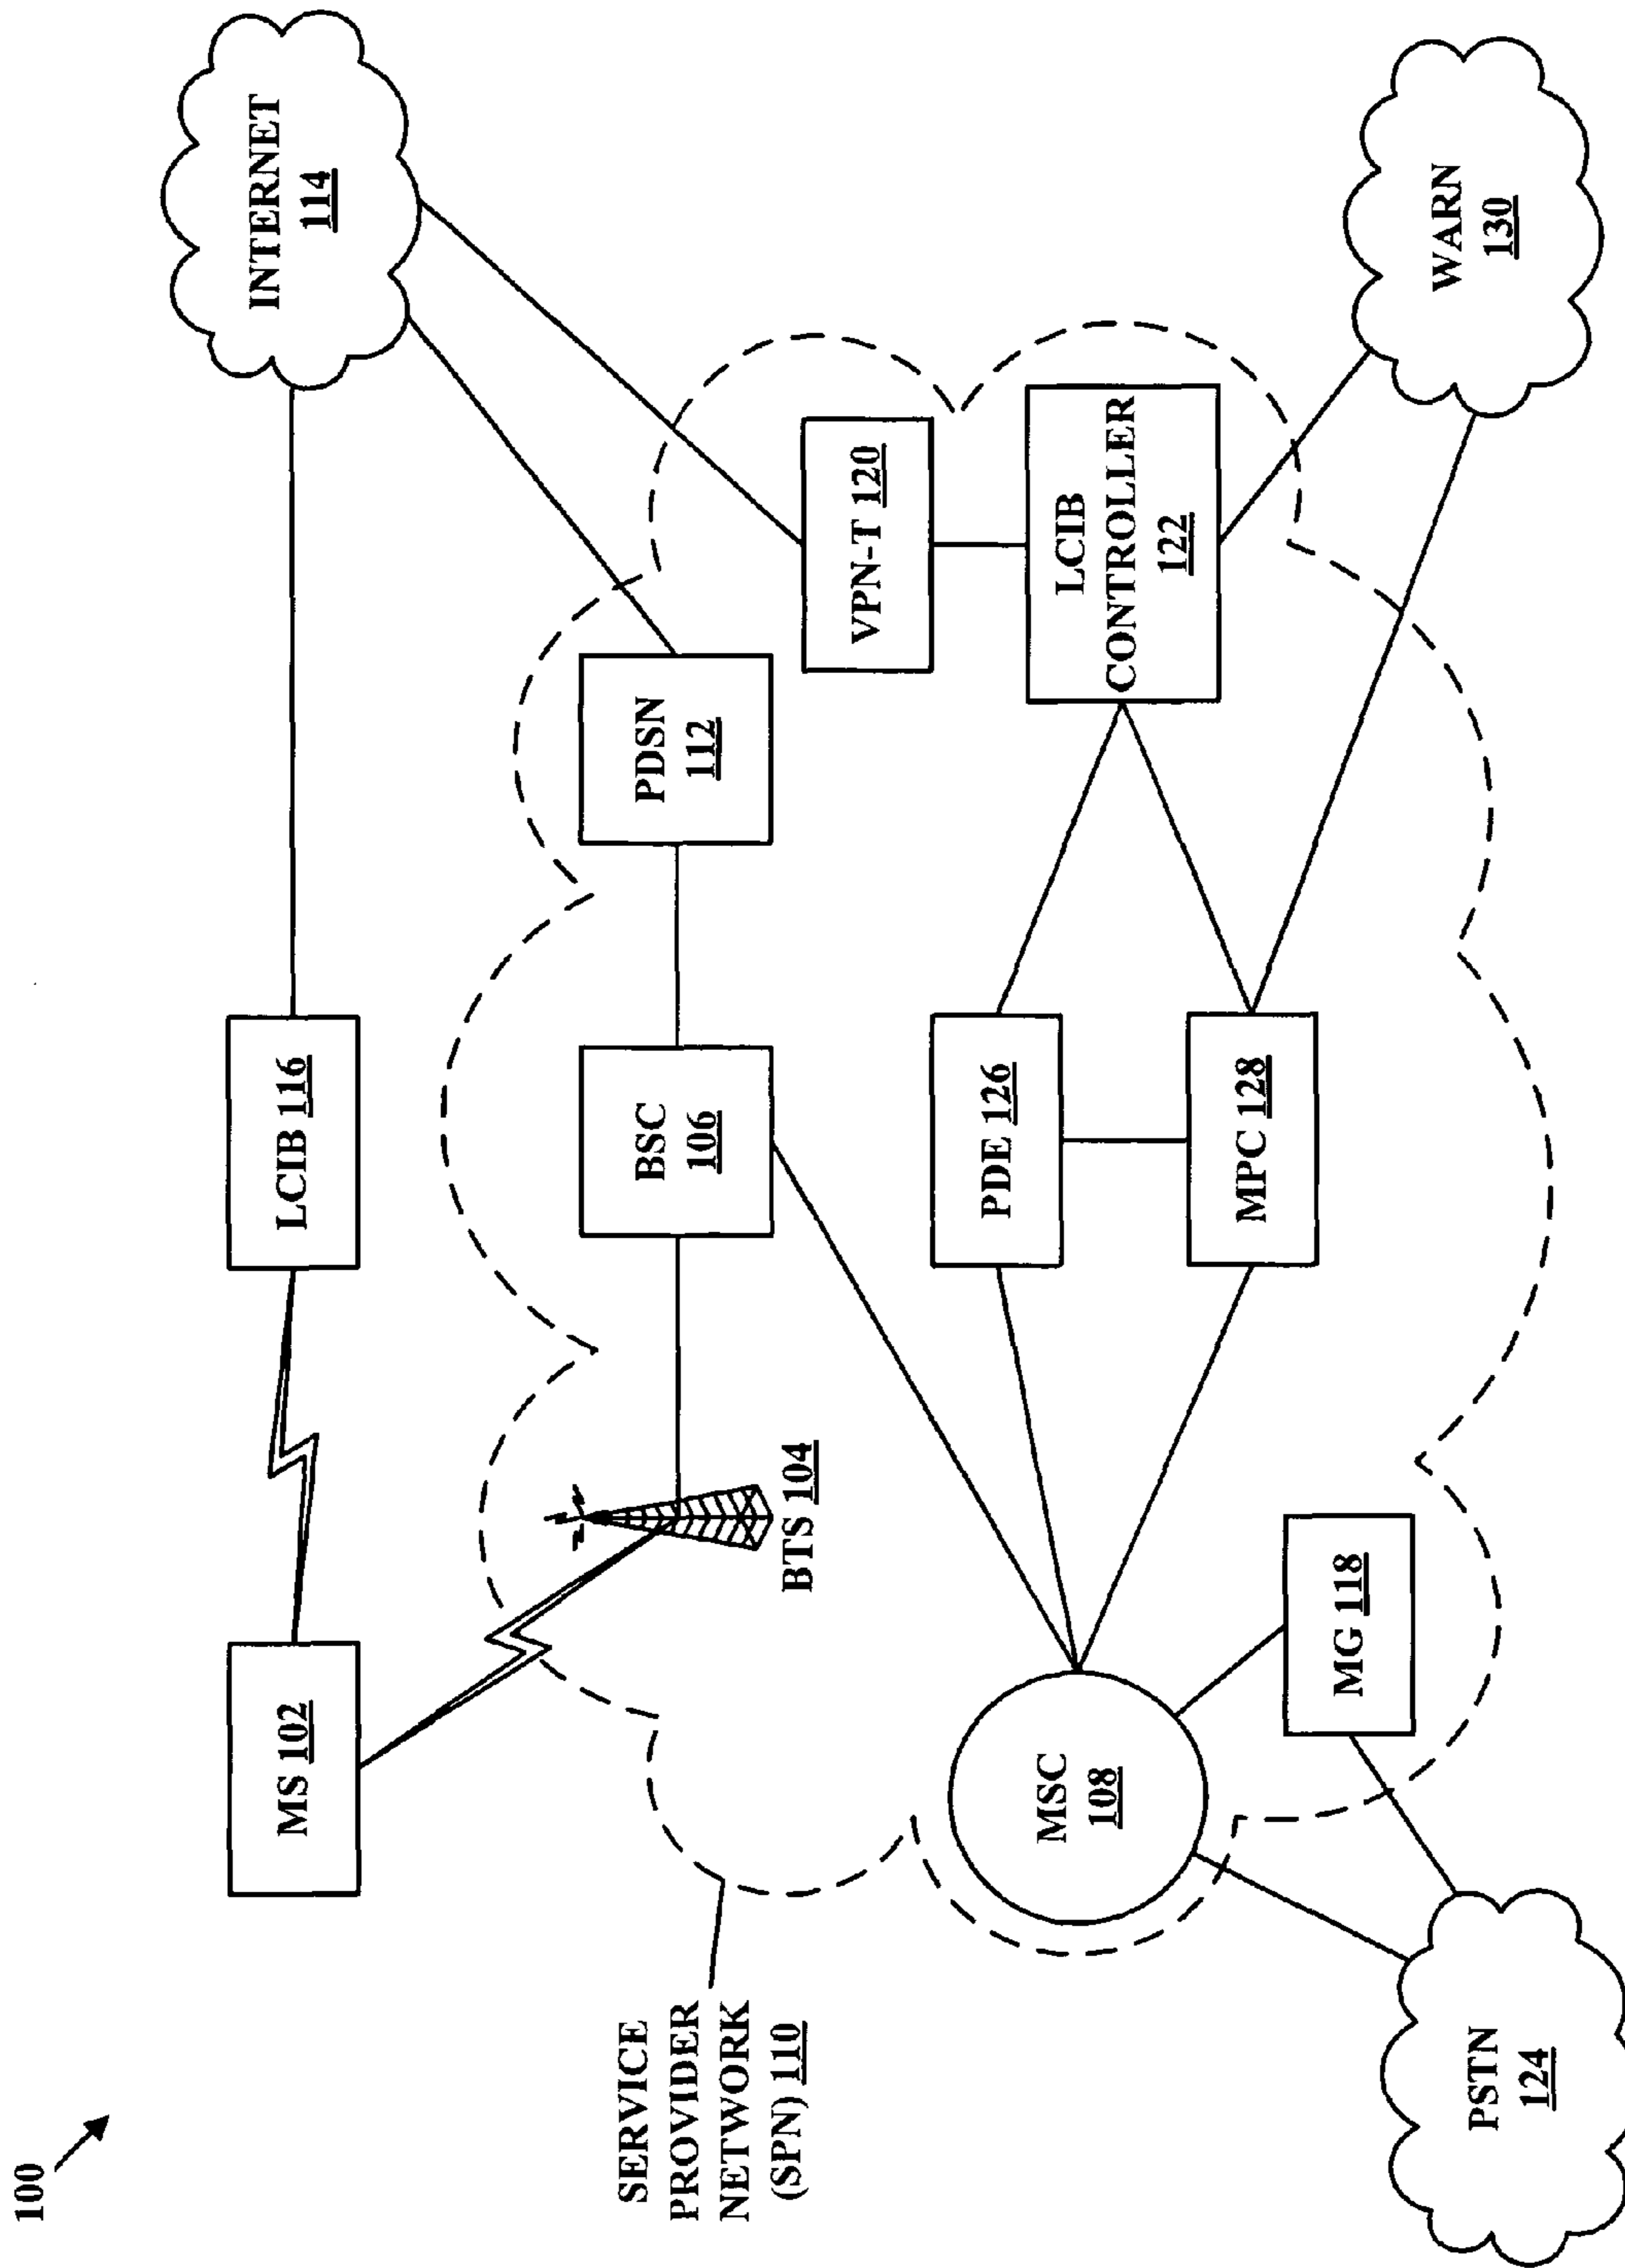 100
MS 102
LCIB 116
INTERNET
114
BTS 104
BSC
106
PDSN
112
SERVICE
PROVIDER
NETWORK
(SPN) 110
VPN-T 120
MSC
108
PDE 126
LCIB
CONTROLLER
122
MPC 128
MG 118
PSTN
124
WARN
130